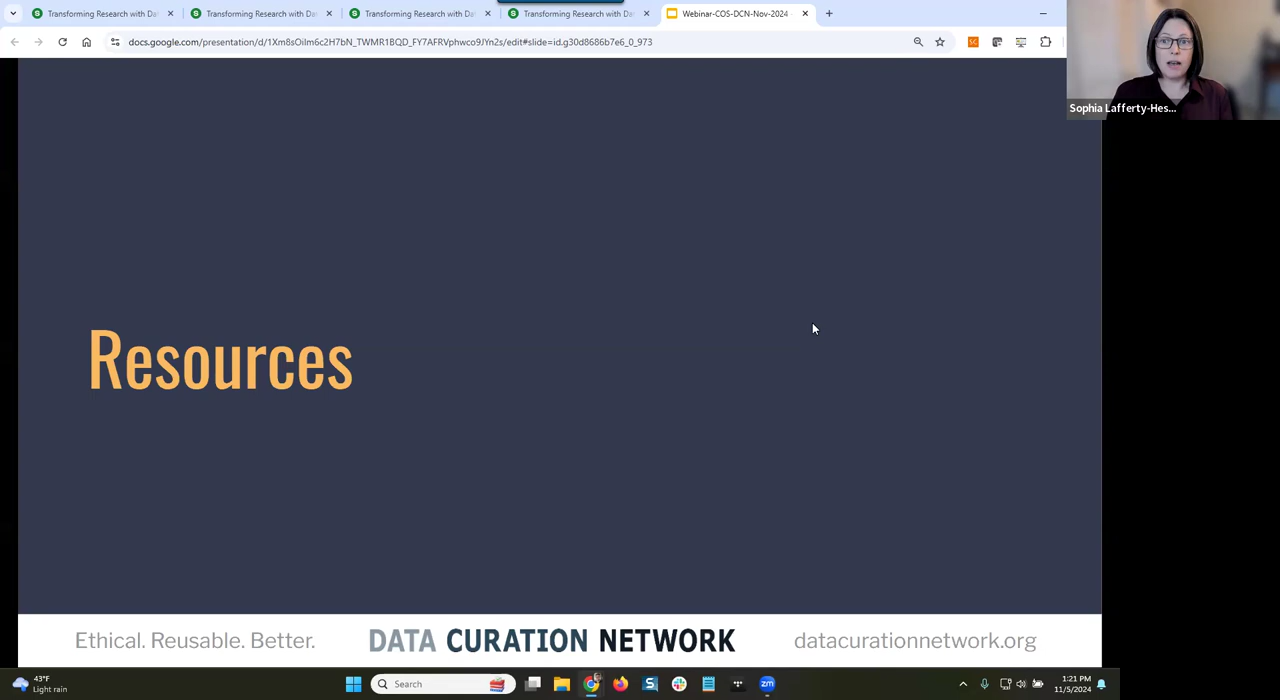 Transforming Research with Da
Transforming Research with Da
Transforming Research with Da
Transforming Research with Da
Webinar-COS-DCN-Nov-2024
docs.google.com/presentation/d/1Xm8sOilm6c2H7bN_TWMR1BQD_FY7AFRVphwco9JYn2s/edit#slide=id.g30d8686b7e6_0_973
Sophia Lafferty-Hes...
Resources
Ethical. Reusable. Better.
DATA CURATION NETWORK
datacurationnetwork.org
43°F
Light rain
Search
zm
1:21 PM
11/5/2024